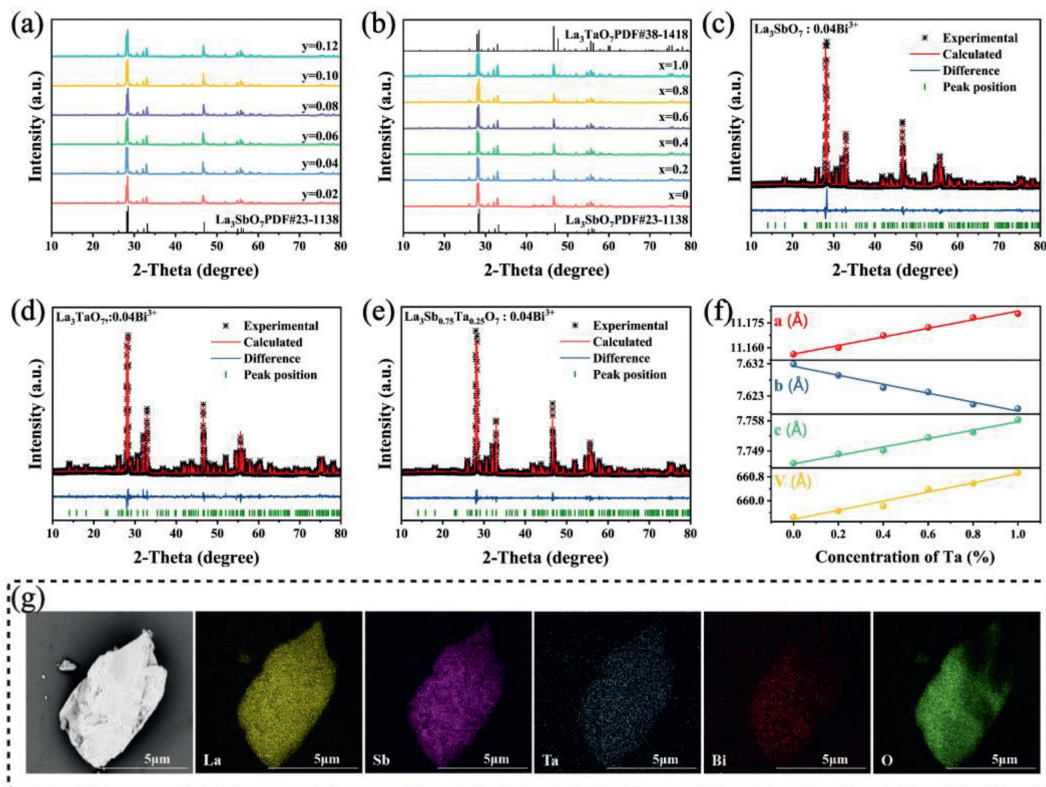 (a)
y=0.12
y=0.10
y=0.08
y=0.06
y=0.04
y=0.02
La₃SbO₇PDF#23-1138
Intensity (a.u.)
10 20 30 40 50 60 70 80
2-Theta (degree)
(b)
La₃TaO₇PDF#38-1418
x=1.0
x=0.8
x=0.6
x=0.4
x=0.2
x=0
La₃SbO₇PDF#23-1138
Intensity (a.u.)
10 20 30 40 50 60 70 80
2-Theta (degree)
(c)
La₃SbO₇ : 0.04Bi³⁺
Experimental
Calculated
Difference
Peak position
Intensity (a.u.)
10 20 30 40 50 60 70 80
2-Theta (degree)
(d)
La₃TaO₇,:0.04Bi³⁺
Experimental
Calculated
Difference
Peak position
Intensity (a.u.)
10 20 30 40 50 60 70 80
2-Theta (degree)
(e)
La₃Sb₀.₇₅Ta₀.₂₅O₇ : 0.04Bi³⁺
Experimental
Calculated
Difference
Peak position
Intensity (a.u.)
10 20 30 40 50 60 70 80
2-Theta (degree)
(f)
a (Å)
11.175
11.160
7.632
b (Å)
7.623
7.758
c (Å)
7.749
660.8
V (Å)
660.0
0.0 0.2 0.4 0.6 0.8 1.0
Concentration of Ta (%)
(g)
5μm
La 5μm
Sb 5μm
Ta 5μm
Bi 5μm
O 5μm